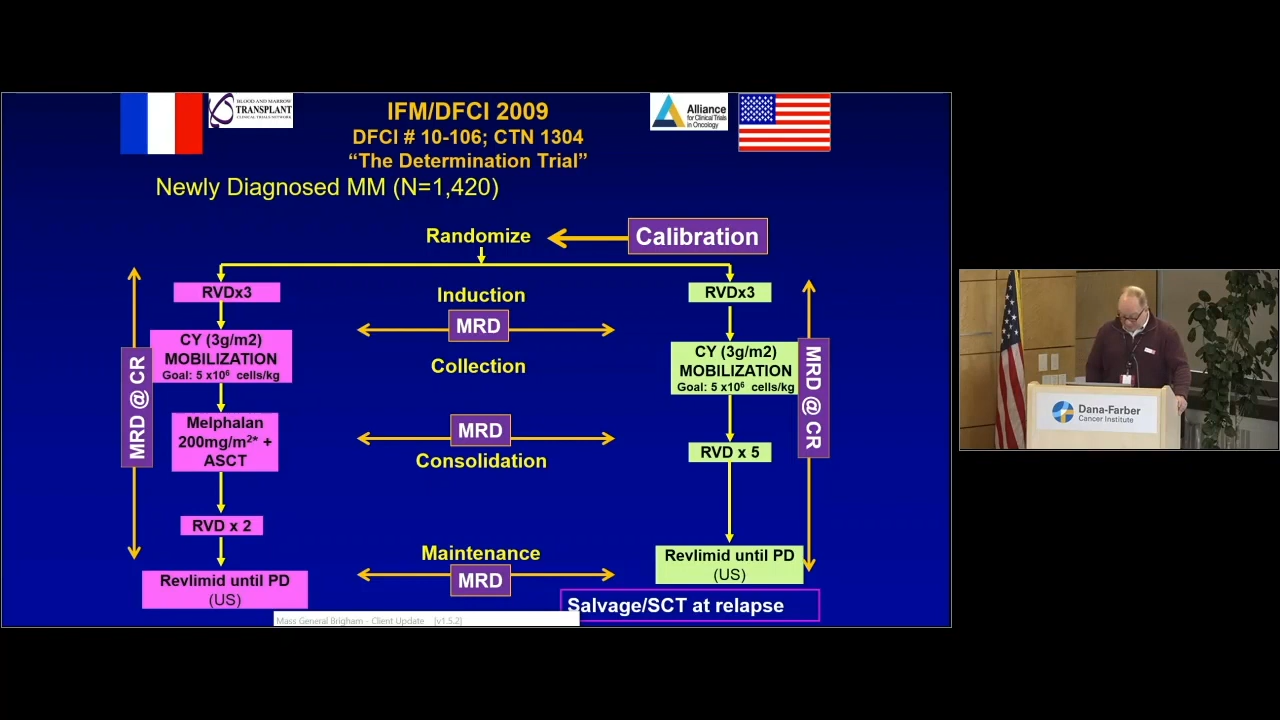 BLOOD AND MARROW
TRANSPLANT
CLINICAL TRIALS NETWORK
IFM/DFCI 2009
DFCI # 10-106; CTN 1304
“The Determination Trial”
Alliance
for Clinical Trials
in Oncology
Newly Diagnosed MM (N=1,420)
Randomize
Calibration
RVDx3
CY (3g/m2)
MOBILIZATION
Goal: 5 x10⁶ cells/kg
Melphalan
200mg/m²* +
ASCT
RVD x 2
Revlimid until PD
(US)
MRD @ CR
Induction
MRD
Collection
MRD
Consolidation
Maintenance
MRD
RVDx3
CY (3g/m2)
MOBILIZATION
Goal: 5 x10⁶ cells/kg
RVD x 5
Revlimid until PD
(US)
MRD @ CR
Salvage/SCT at relapse
Mass General Brigham - Client Update [v1.5.2]
Dana-Farber
Cancer Institute